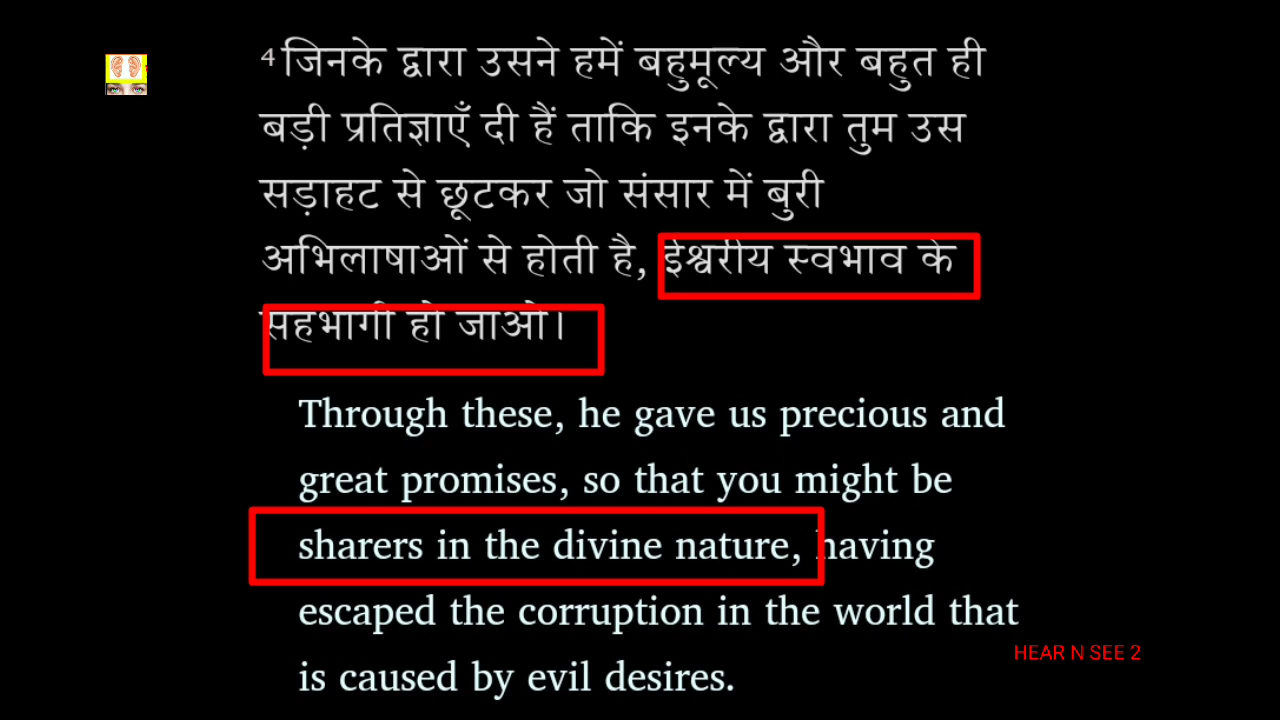 4 जिनके द्वारा उसने हमें बहुमूल्य और बहुत ही
बड़ी प्रतिज्ञाएँ दी हैं ताकि इनके द्वारा तुम उस
सड़ाहट से छूटकर जो संसार में बुरी
अभिलाषाओं से होती है, ईश्वरीय स्वभाव के
सहभागी हो जाओ।
Through these, he gave us precious and
great promises, so that you might be
sharers in the divine nature, having
escaped the corruption in the world that
is caused by evil desires.
HEAR N SEE 2